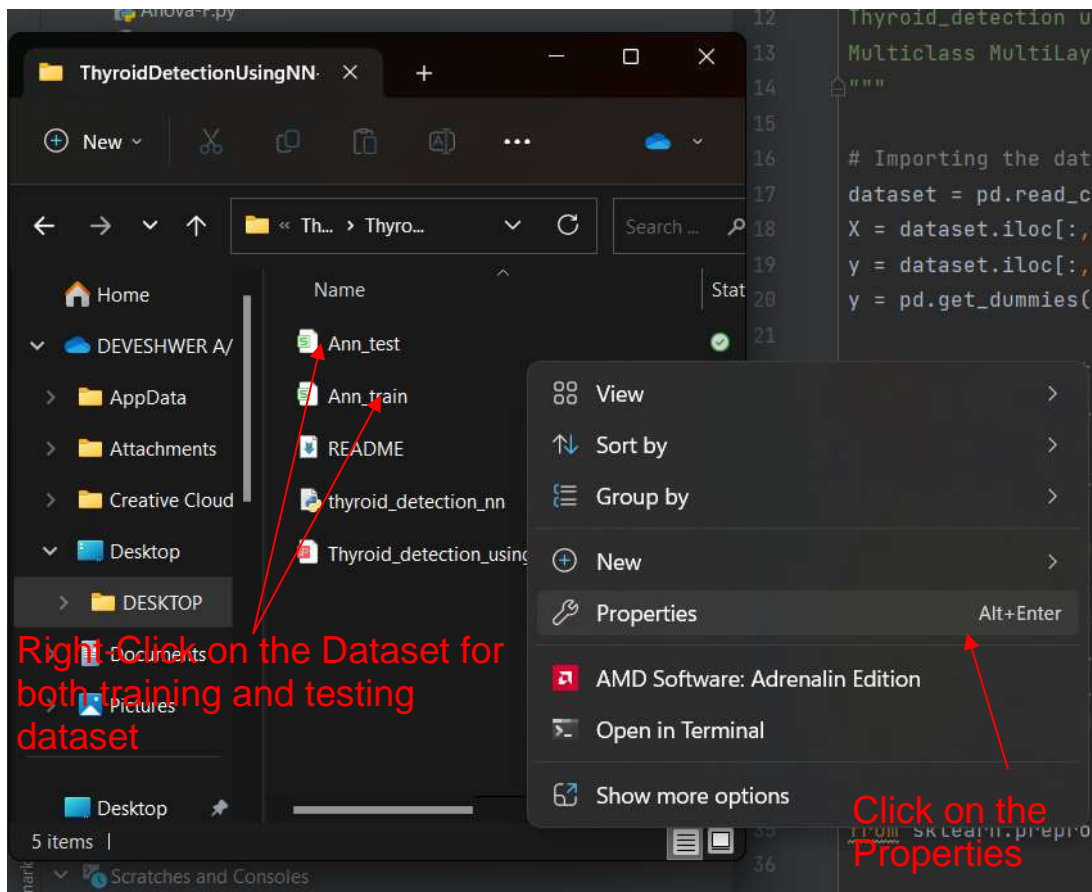 Anova-F.py
ThyroidDetectionUsingNN-
New
Th... > Thyro...
Search ...
Home
DEVESHWER A/
AppData
Attachments
Creative Cloud
Desktop
DESKTOP
Documents
Pictures
Desktop
5 items
Name
Stat
Ann_test
Ann_train
README
thyroid_detection_nn
Thyroid_detection_using
View
Sort by
Group by
New
Properties Alt+Enter
AMD Software: Adrenalin Edition
Open in Terminal
Show more options
Right-Click on the Dataset for
both training and testing
dataset
Click on the
Properties
12 Thyroid_detection u
13 Multiclass MultiLay
14 """
15
16 # Importing the dat
17 dataset = pd.read_c
18 X = dataset.iloc[:,
19 y = dataset.iloc[:,
20 y = pd.get_dummies(
21
35 from sklearn.prepro
36
Scratches and Consoles